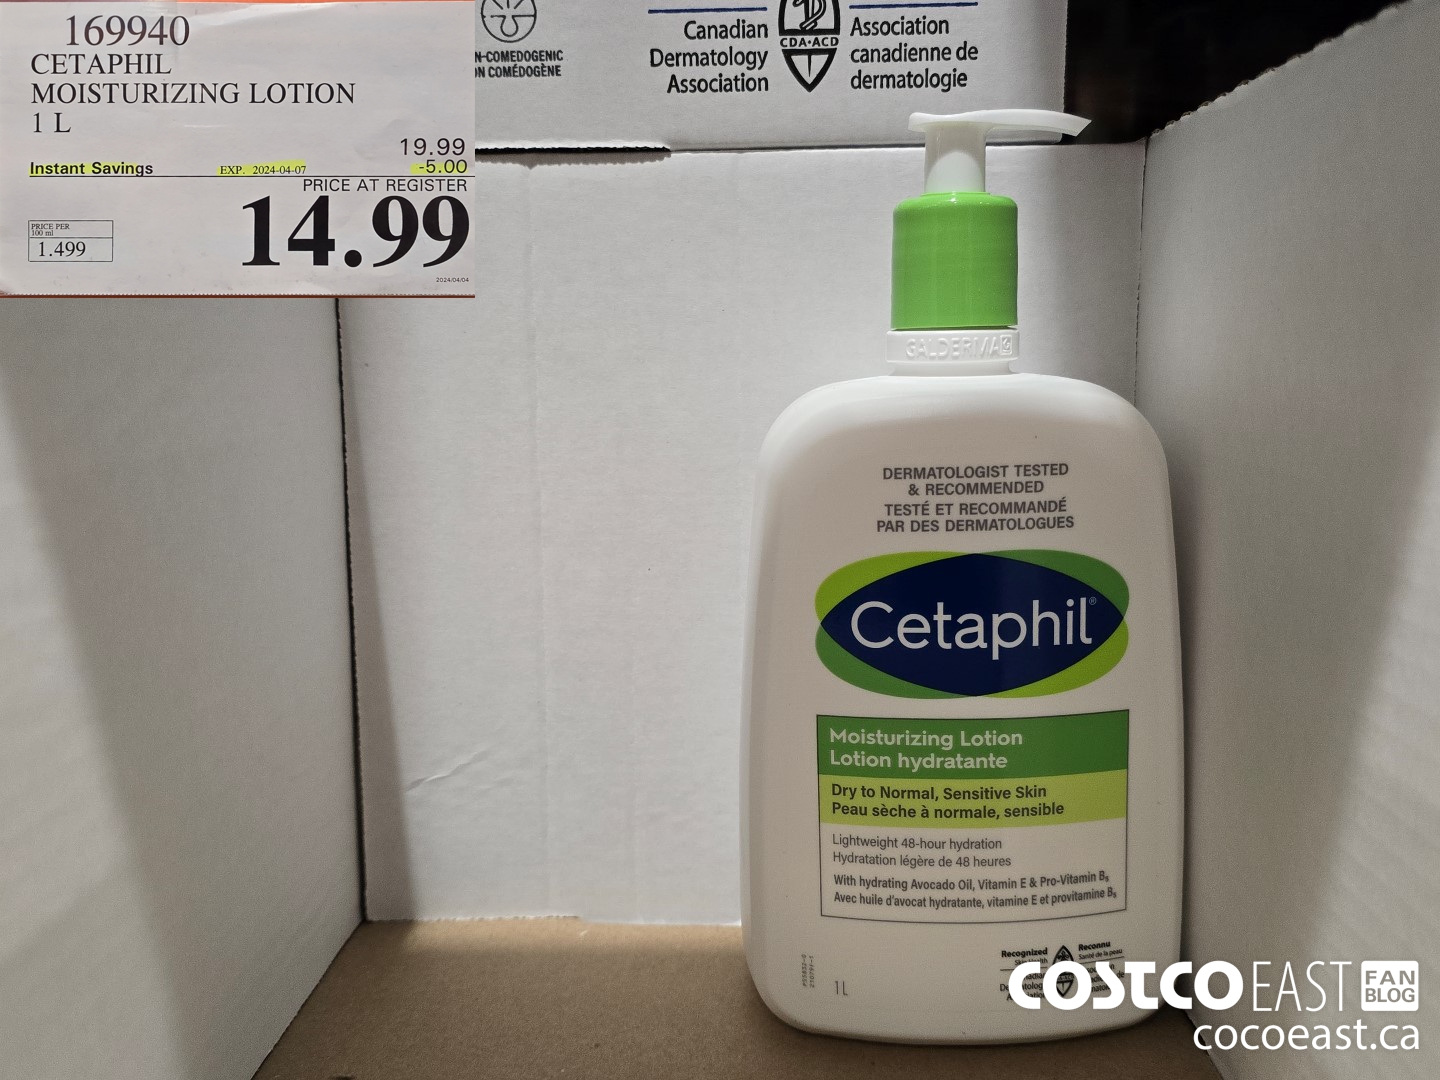 169940
CETAPHIL
MOISTURIZING LOTION
1 L
19.99
Instant Savings EXP. 2024-04-07 -5.00
PRICE AT REGISTER
14.99
PRICE PER
100 ml
1.499
2024/04/04
N-COMEDOGENIC
ON COMÉDOGÈNE
Canadian
Dermatology
Association
CDA•ACD
Association
canadienne de
dermatologie
GALDERMA
DERMATOLOGIST TESTED
& RECOMMENDED
TESTÉ ET RECOMMANDÉ
PAR DES DERMATOLOGUES
Cetaphil®
Moisturizing Lotion
Lotion hydratante
Dry to Normal, Sensitive Skin
Peau sèche à normale, sensible
Lightweight 48-hour hydration
Hydratation légère de 48 heures
With hydrating Avocado Oil, Vitamin E & Pro-Vitamin B₅
Avec huile d'avocat hydratante, vitamine E et provitamine B₅
Recognized
Reconnu
Santé de la peau
1L
COSTCO EAST FAN BLOG
cocoeast.ca